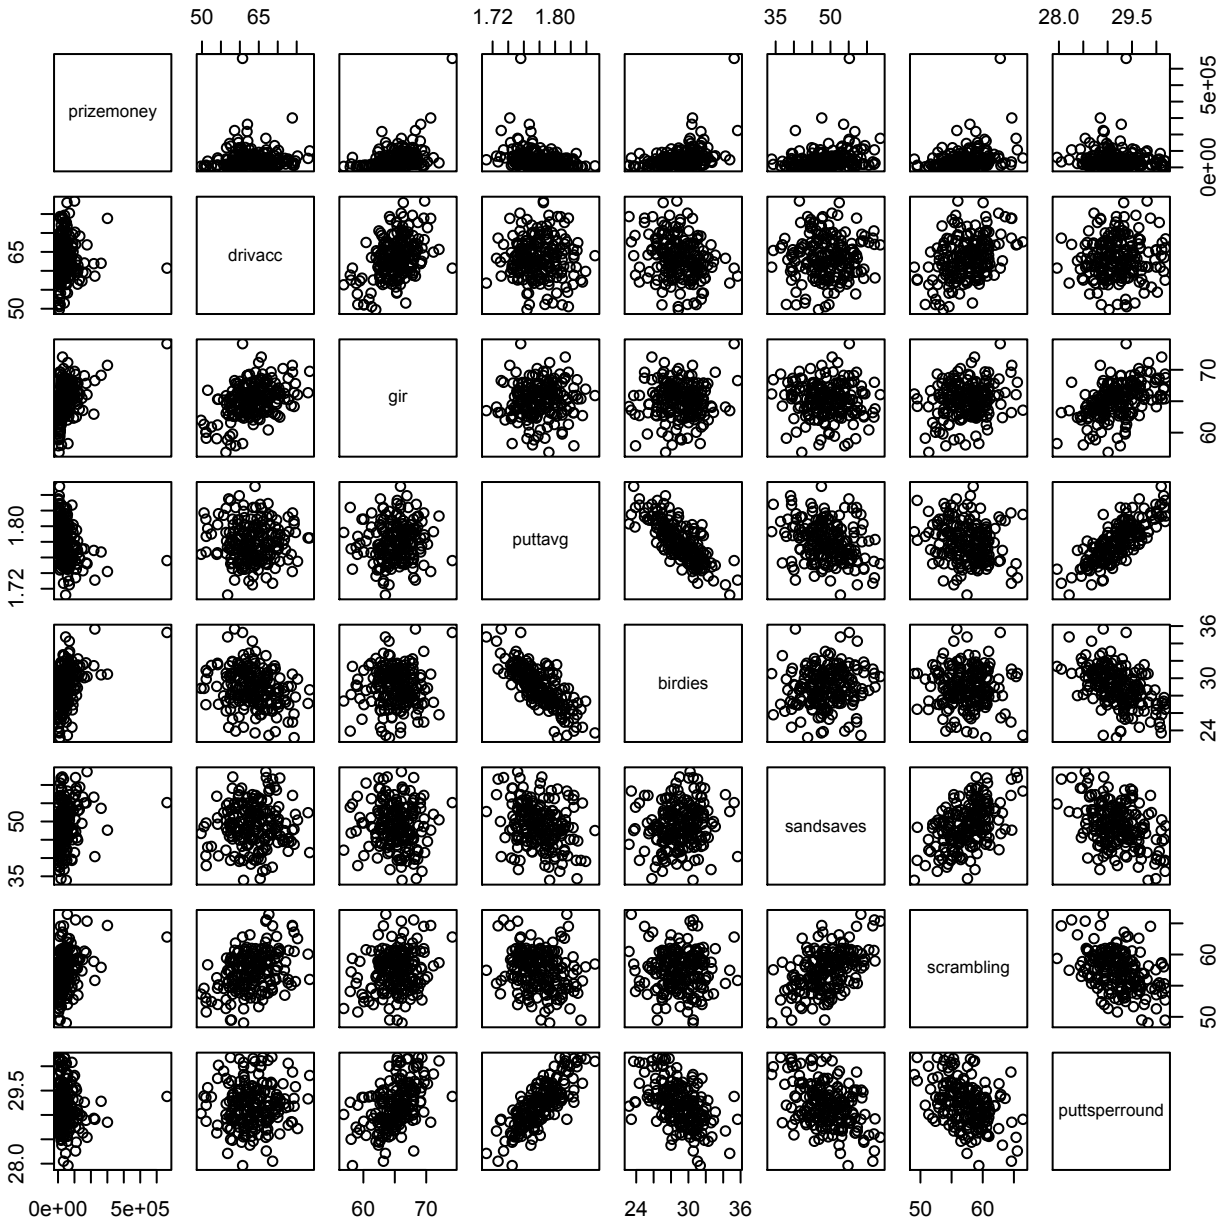 50 65 1.72 1.80 35 50 28.0 29.5
prizemoney
0e+00 5e+05
drivacc
50 65
gir
60 70
puttavg
1.72 1.80
birdies
24 30 36
sandsaves
35 50
scrambling
50 60
puttsperround
28.0 29.5
0e+00 5e+05 60 70 24 30 36 50 60